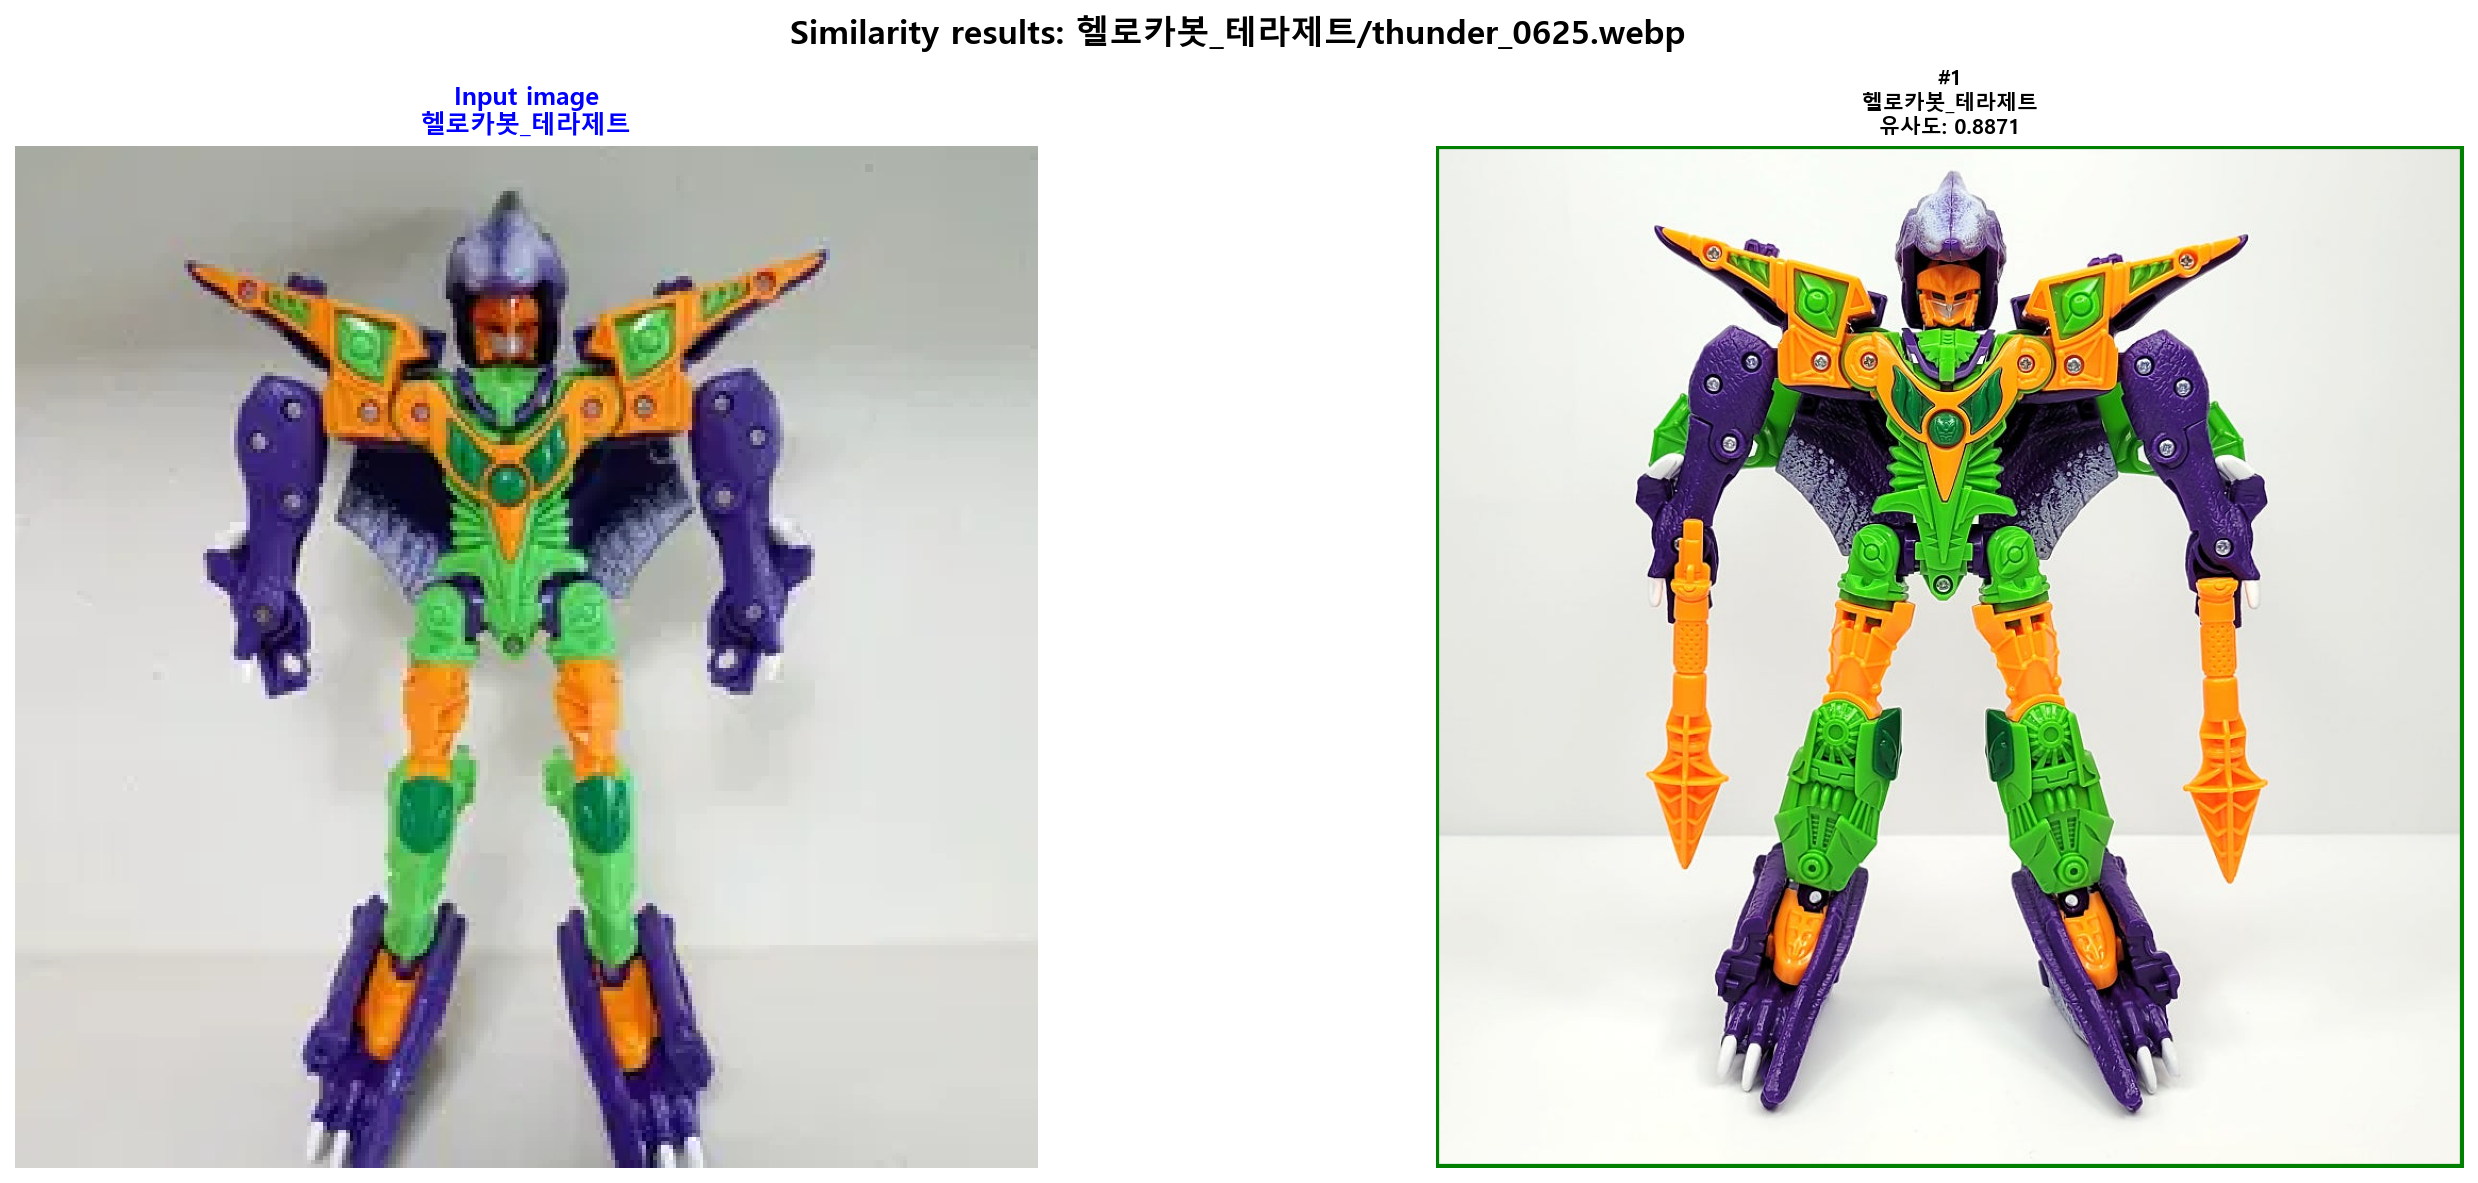 Similarity results: 헬로카봇_테라제트/thunder_0625.webp
Input image
헬로카봇_테라제트
#1
헬로카봇_테라제트
유사도: 0.8871